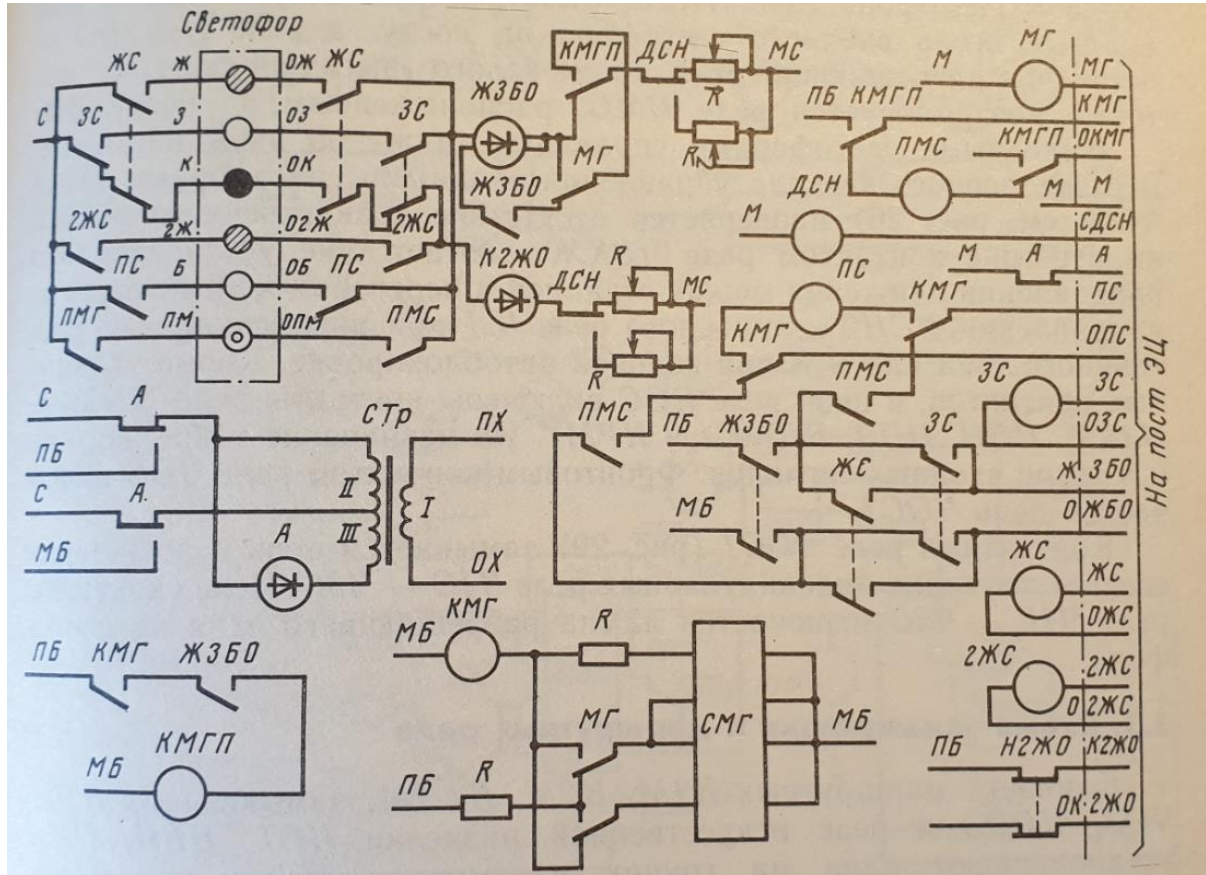 Светофор
ЖС Ж ОЖ ЖС
С ЗС З ОЗ ЗС
К ОК
2ЖС 2Ж О2Ж 2ЖС
ПС Б ОБ ПС
ПМГ ПМ ОПМ ПМС
ЖЗБО
КМГП
ДСН
R
МС
R
МГ
ЖЗБО
К2ЖО
ДСН
R
МС
R
М МГ МГ
ПБ КМГП КМГ
ПМС КМГП ОКМГ
М М
М ДСН СДСН
М А А
ПС КМГ ПС
КМГ ОПС
ПМС
ПМС
ЗС ЗС
ОЗС
ПБ ЖЗБО ЗС
Ж ЗБО
ЖС
О ЖБО
МБ
ЖС ЖС
ОЖС
2ЖС 2ЖС
О 2ЖС
ПБ Н2ЖО К2ЖО
ОК2ЖО
На пост ЭЦ
С А
ПБ
С А
МБ
А
СТр
II
III
I
ПХ
ОХ
ПБ КМГ ЖЗБО
КМГП
МБ
КМГ
МБ
R
МГ
СМГ
МБ
ПБ R